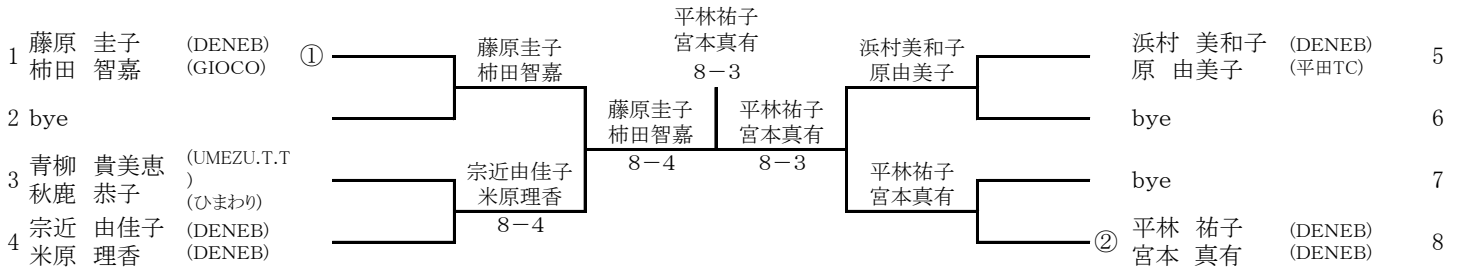 平林祐子
宮本真有
8－3
1 藤原　圭子 (DENEB) ①
柿田　智嘉 (GIOCO)
2 bye
3 青柳　貴美恵 (UMEZU.T.T
)
秋鹿　恭子 (ひまわり)
4 宗近　由佳子 (DENEB)
米原　理香 (DENEB)
藤原圭子
柿田智嘉
宗近由佳子
米原理香
8－4
藤原圭子
柿田智嘉
8－4
平林祐子
宮本真有
8－3
浜村美和子
原由美子
平林祐子
宮本真有
浜村　美和子 (DENEB) 5
原　由美子 (平田TC)
bye 6
bye 7
② 平林　祐子 (DENEB) 8
宮本　真有 (DENEB)